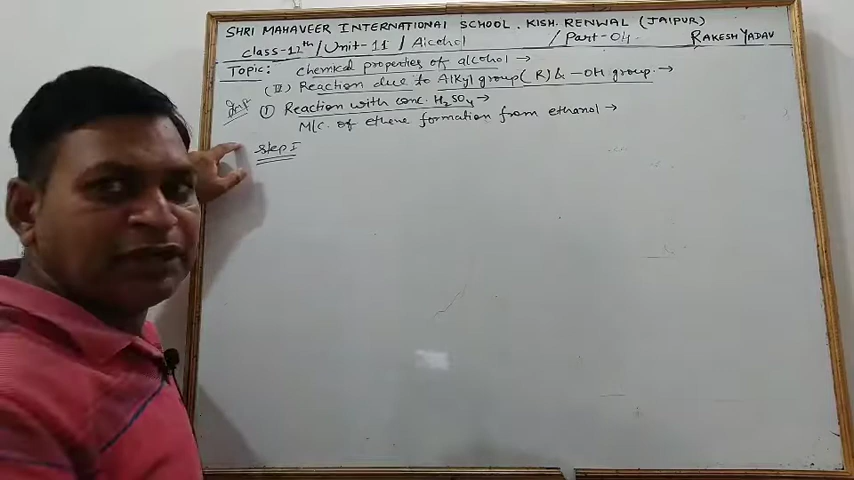 SHRI MAHAVEER INTERNATIONAL SCHOOL. KISH. RENWAL (JAIPUR)
class-12th/Unit-11 / Alcohol / Part-04 RAKESH YADAV
Topic: chemical properties of alcohol →
(III) Reaction due to Alkyl group (R) & -OH group →
Imp ① Reaction with conc. H2SO4 →
M/C. of ethene formation from ethanol →
step I